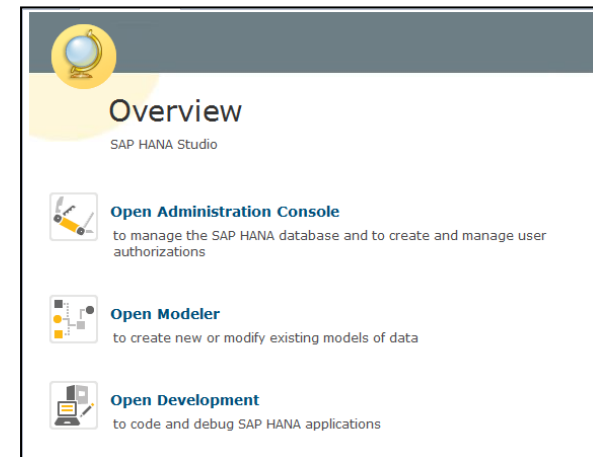 Overview
SAP HANA Studio
Open Administration Console
to manage the SAP HANA database and to create and manage user
authorizations
Open Modeler
to create new or modify existing models of data
Open Development
to code and debug SAP HANA applications